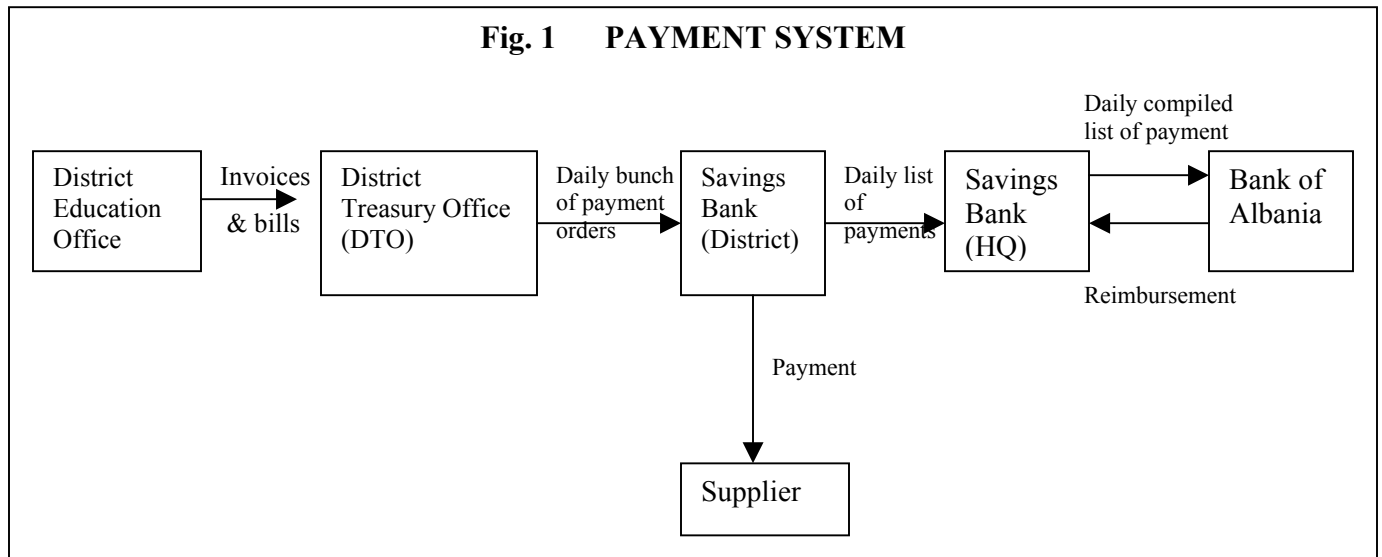 Fig. 1 PAYMENT SYSTEM
District
Education
Office
Invoices
& bills
District
Treasury Office
(DTO)
Daily bunch
of payment
orders
Savings
Bank
(District)
Daily list
of
payments
Savings
Bank
(HQ)
Daily compiled
list of payment
Reimbursement
Bank of
Albania
Payment
Supplier